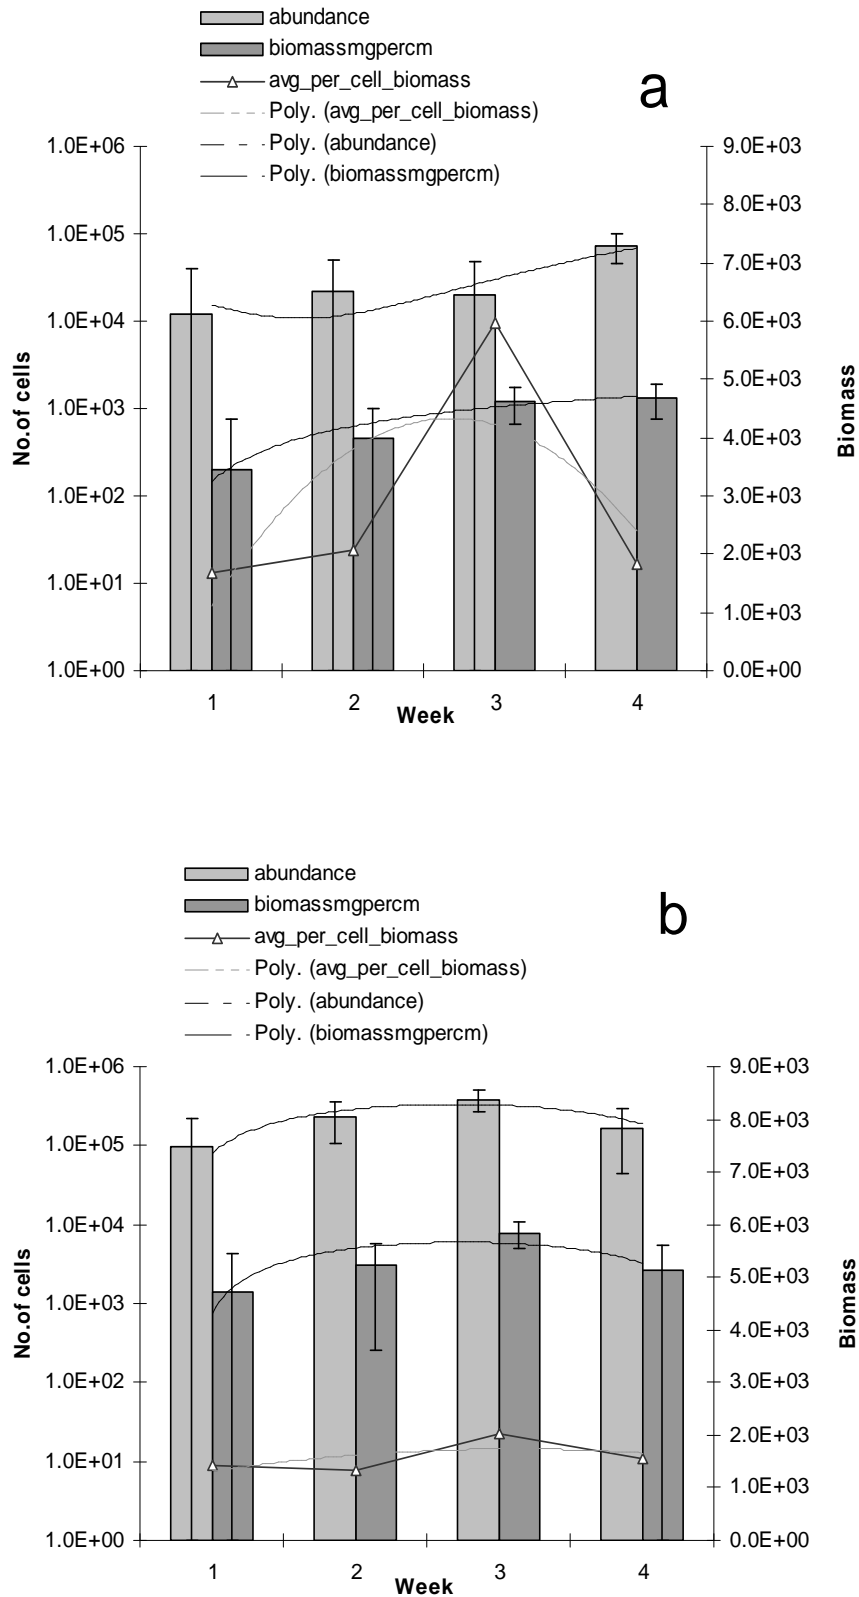 abundance
biomassmgpercm
avg_per_cell_biomass
Poly. (avg_per_cell_biomass)
Poly. (abundance)
Poly. (biomassmgpercm)
a
1.0E+06
1.0E+05
1.0E+04
1.0E+03
1.0E+02
1.0E+01
1.0E+00
No.of cells
9.0E+03
8.0E+03
7.0E+03
6.0E+03
5.0E+03
4.0E+03
3.0E+03
2.0E+03
1.0E+03
0.0E+00
Biomass
1 2 3 4
Week
abundance
biomassmgpercm
avg_per_cell_biomass
Poly. (avg_per_cell_biomass)
Poly. (abundance)
Poly. (biomassmgpercm)
b
1.0E+06
1.0E+05
1.0E+04
1.0E+03
1.0E+02
1.0E+01
1.0E+00
No.of cells
9.0E+03
8.0E+03
7.0E+03
6.0E+03
5.0E+03
4.0E+03
3.0E+03
2.0E+03
1.0E+03
0.0E+00
Biomass
1 2 3 4
Week